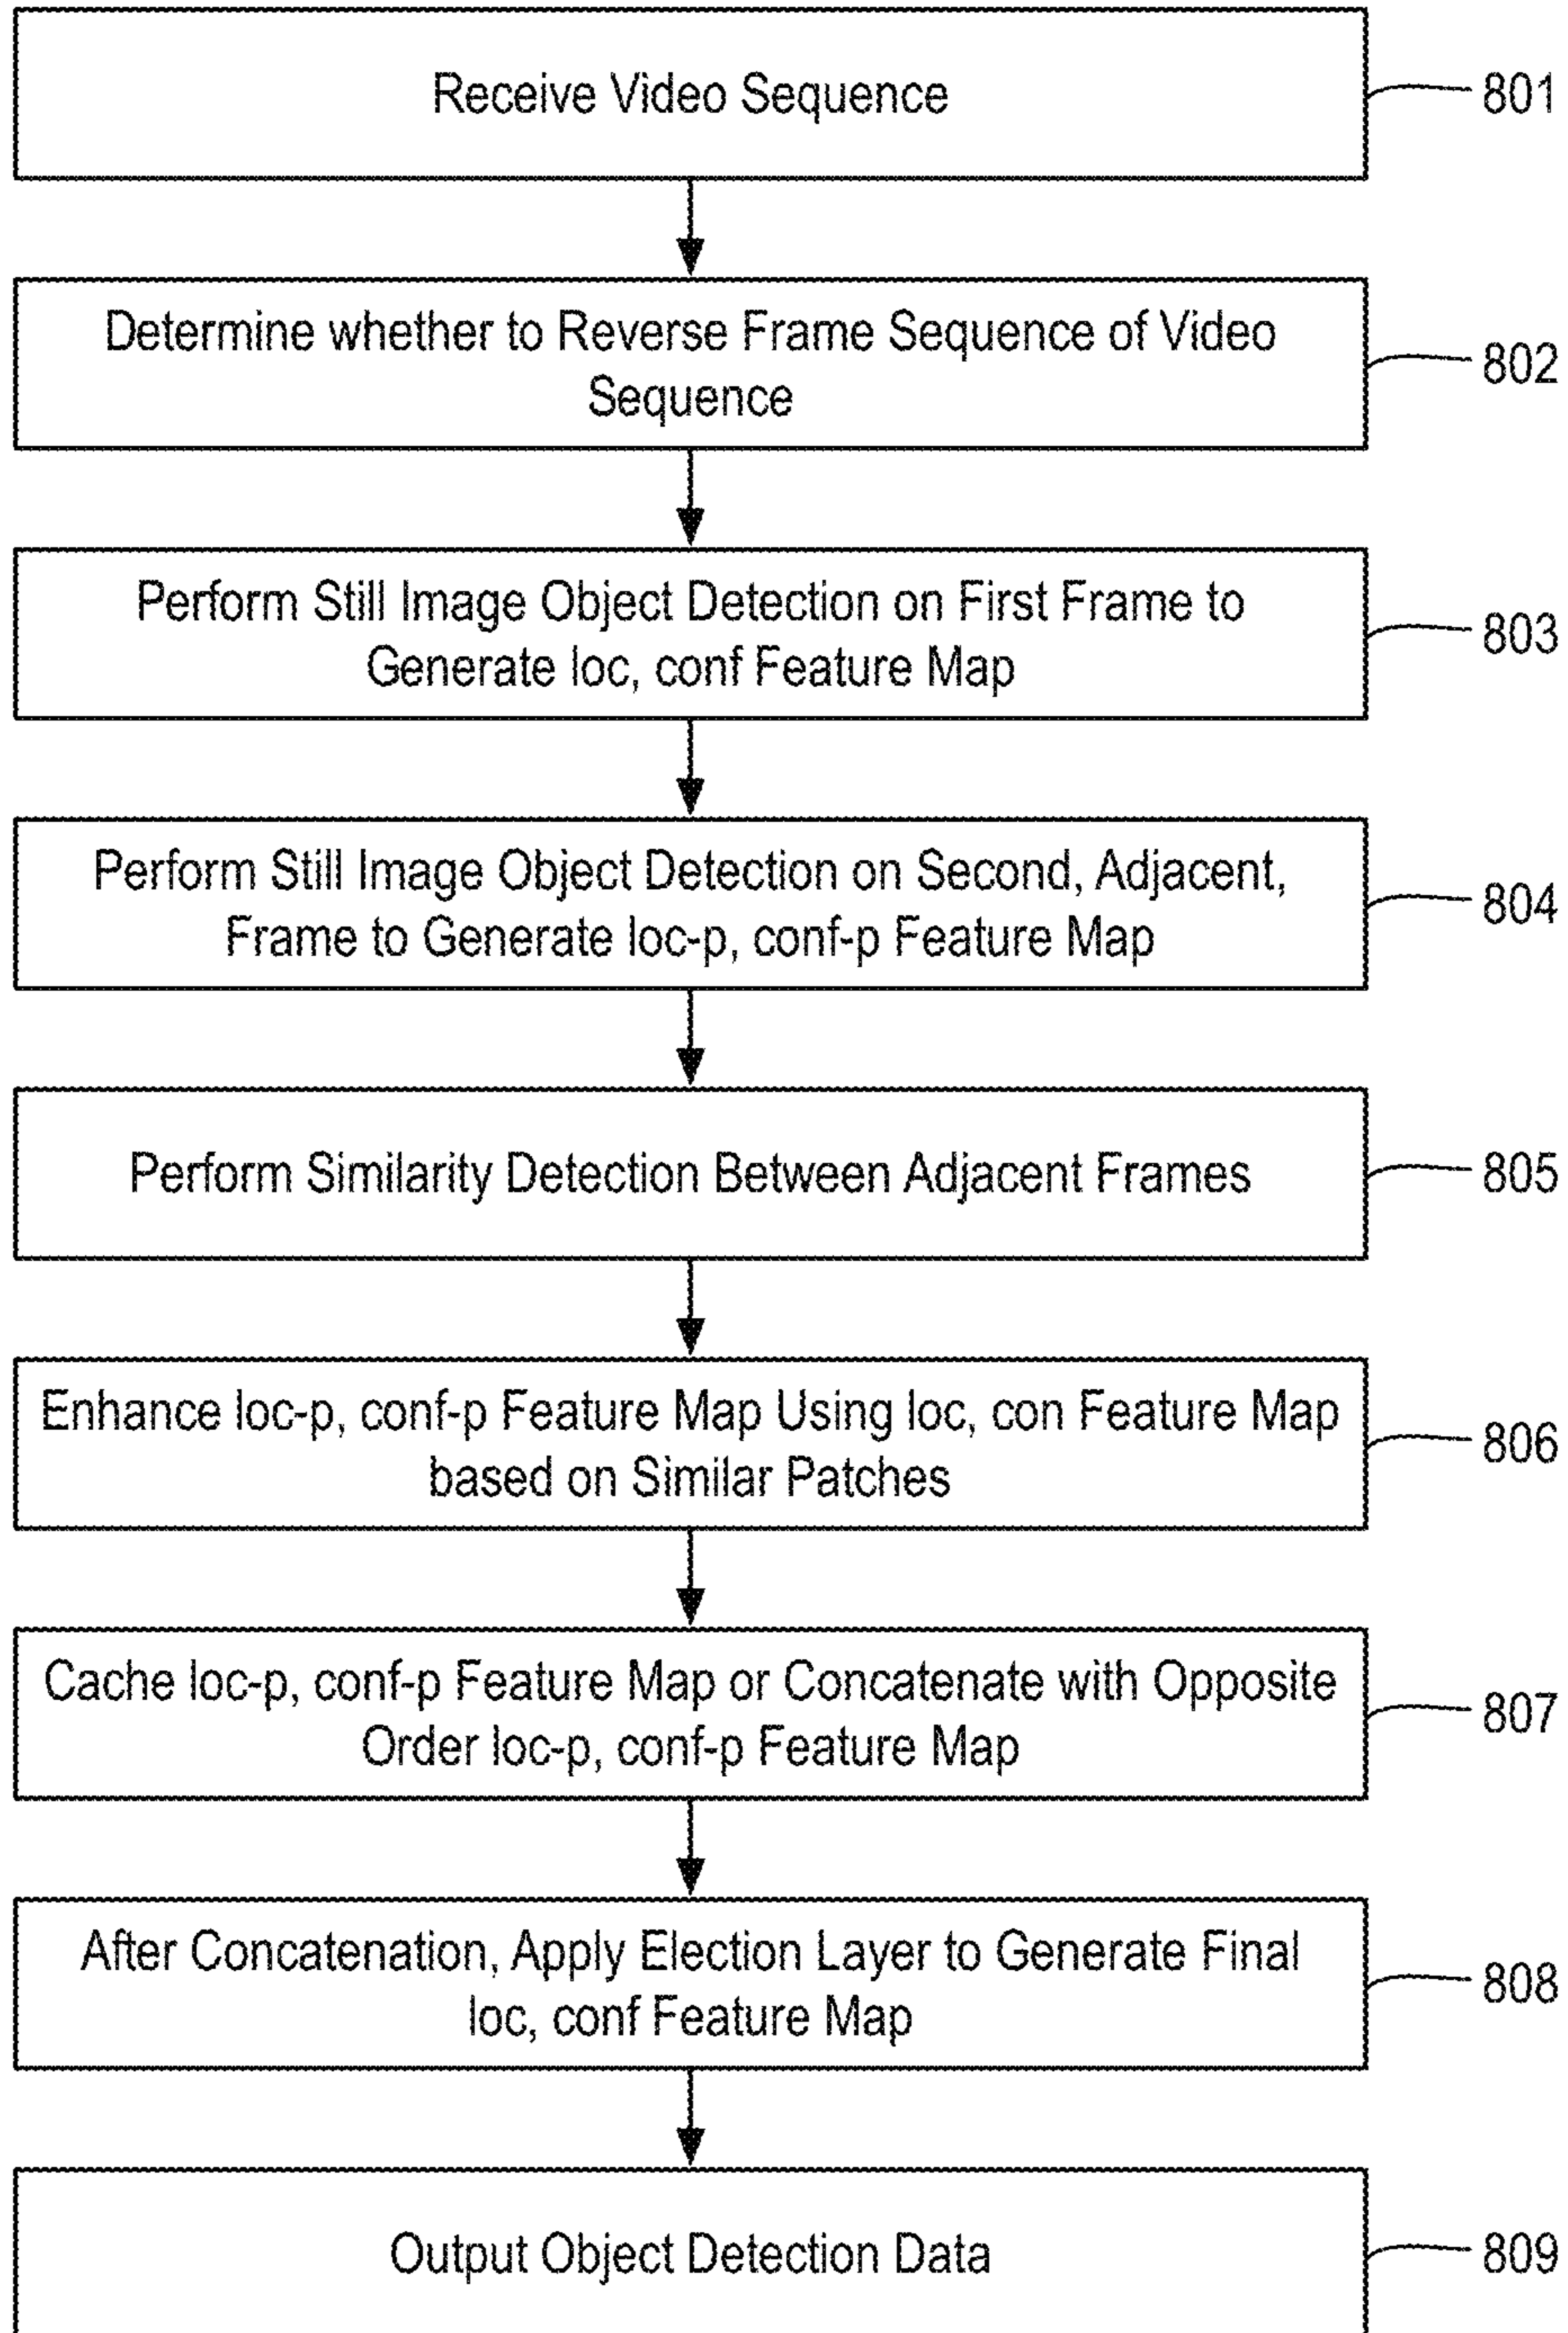 Receive Video Sequence
801
Determine whether to Reverse Frame Sequence of Video
Sequence
802
Perform Still Image Object Detection on First Frame to
Generate loc, conf Feature Map
803
Perform Still Image Object Detection on Second, Adjacent,
Frame to Generate loc-p, conf-p Feature Map
804
Perform Similarity Detection Between Adjacent Frames
805
Enhance loc-p, conf-p Feature Map Using loc, con Feature Map
based on Similar Patches
806
Cache loc-p, conf-p Feature Map or Concatenate with Opposite
Order loc-p, conf-p Feature Map
807
After Concatenation, Apply Election Layer to Generate Final
loc, conf Feature Map
808
Output Object Detection Data
809